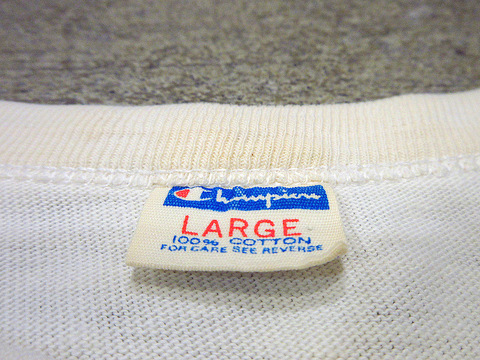 Champion
LARGE
100% COTTON
FOR CARE SEE REVERSE